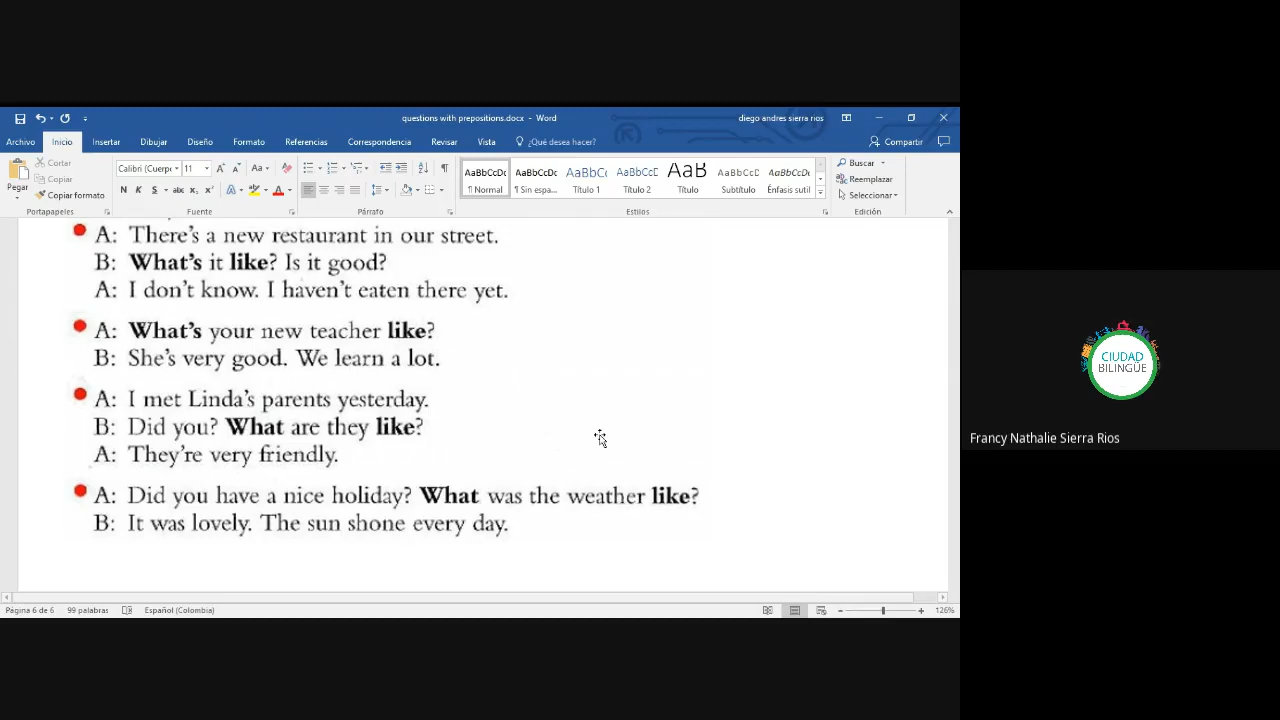 questions with prepositions.docx - Word
diego andres sierra rios
Archivo Inicio Insertar Dibujar Diseño Formato Referencias Correspondencia Revisar Vista ¿Qué desea hacer? Compartir
Pegar
Cortar
Copiar
Copiar formato
Portapapeles
Calibri (Cuerpo 11
N K S abc x₂ x²
Fuente
Párrafo
AaBbCcDc AaBbCcDc AaBbCc AaBbCcC AaB AaBbCcD AaBbCcDc
¶ Normal ¶ Sin espa... Título 1 Título 2 Título Subtítulo Énfasis sutil
Estilos
Buscar
Reemplazar
Seleccionar
Edición
A: There's a new restaurant in our street.
B: What's it like? Is it good?
A: I don't know. I haven't eaten there yet.
A: What's your new teacher like?
B: She's very good. We learn a lot.
A: I met Linda's parents yesterday.
B: Did you? What are they like?
A: They're very friendly.
A: Did you have a nice holiday? What was the weather like?
B: It was lovely. The sun shone every day.
Página 6 de 6 99 palabras Español (Colombia) 126%
CIUDAD
BILINGÜE
Francy Nathalie Sierra Rios